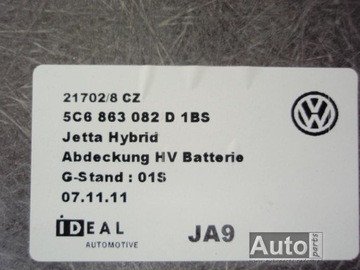 21702/8 CZ
5C6 863 082 D 1BS
Jetta Hybrid
Abdeckung HV Batterie
G-Stand : 01S
07.11.11
iDEAL
AUTOMOTIVE
JA9
Auto
parts